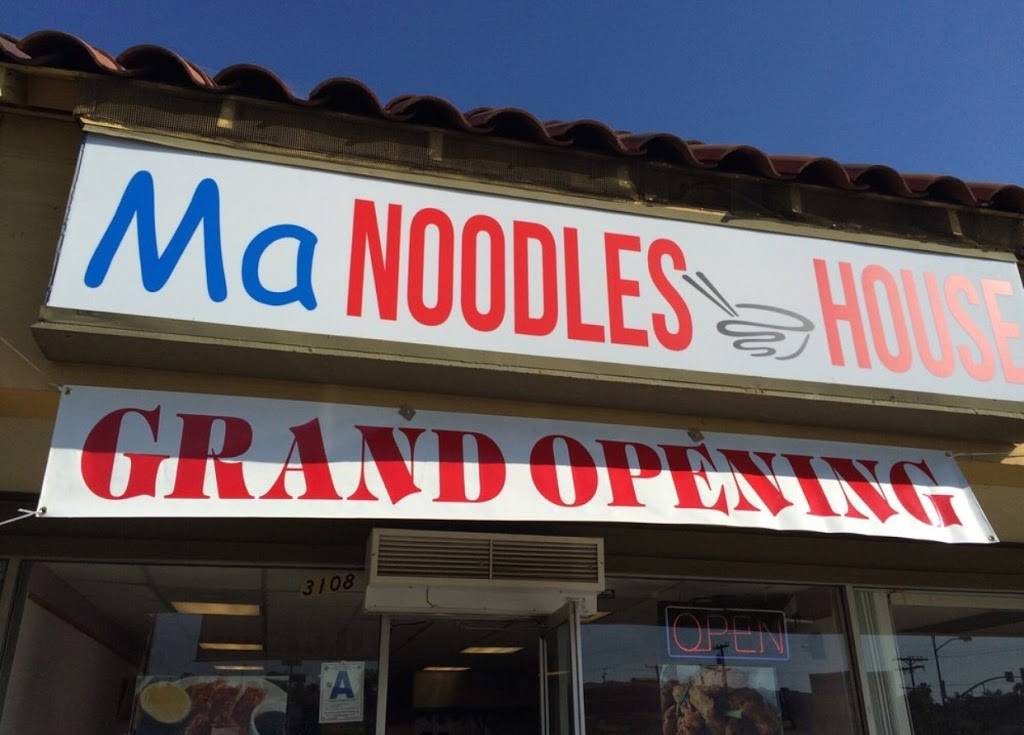 Ma NOODLES HOUSE
GRAND OPENING
3108
A
OPEN